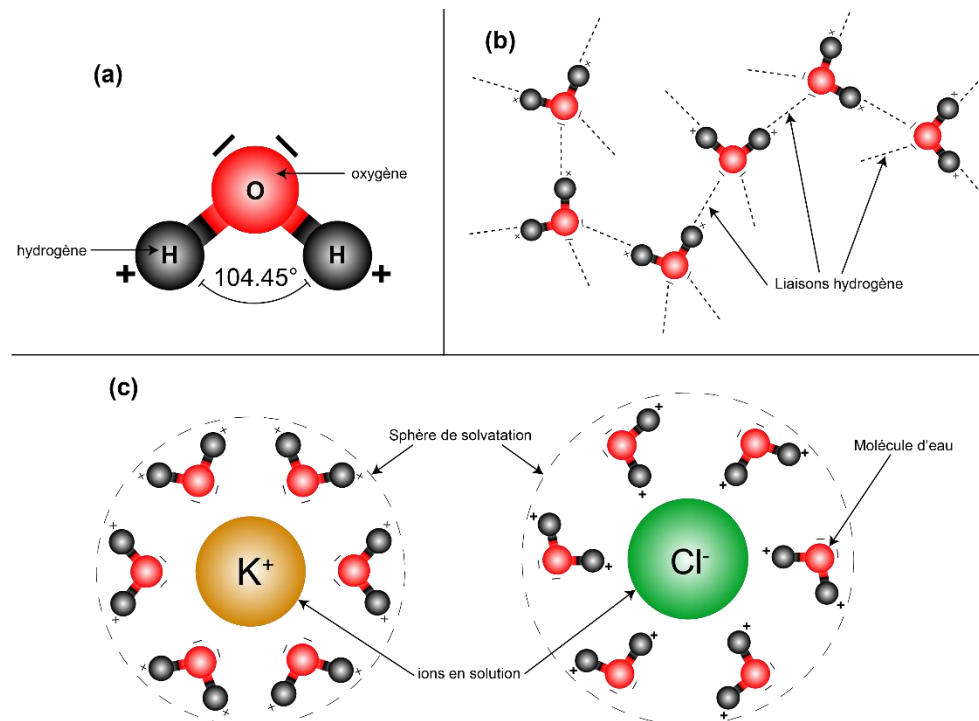 (a)
O
oxygène
hydrogène
H
H
+
+
104.45°
(b)
Liaisons hydrogène
(c)
Sphère de solvatation
Molécule d'eau
K⁺
Cl⁻
ions en solution